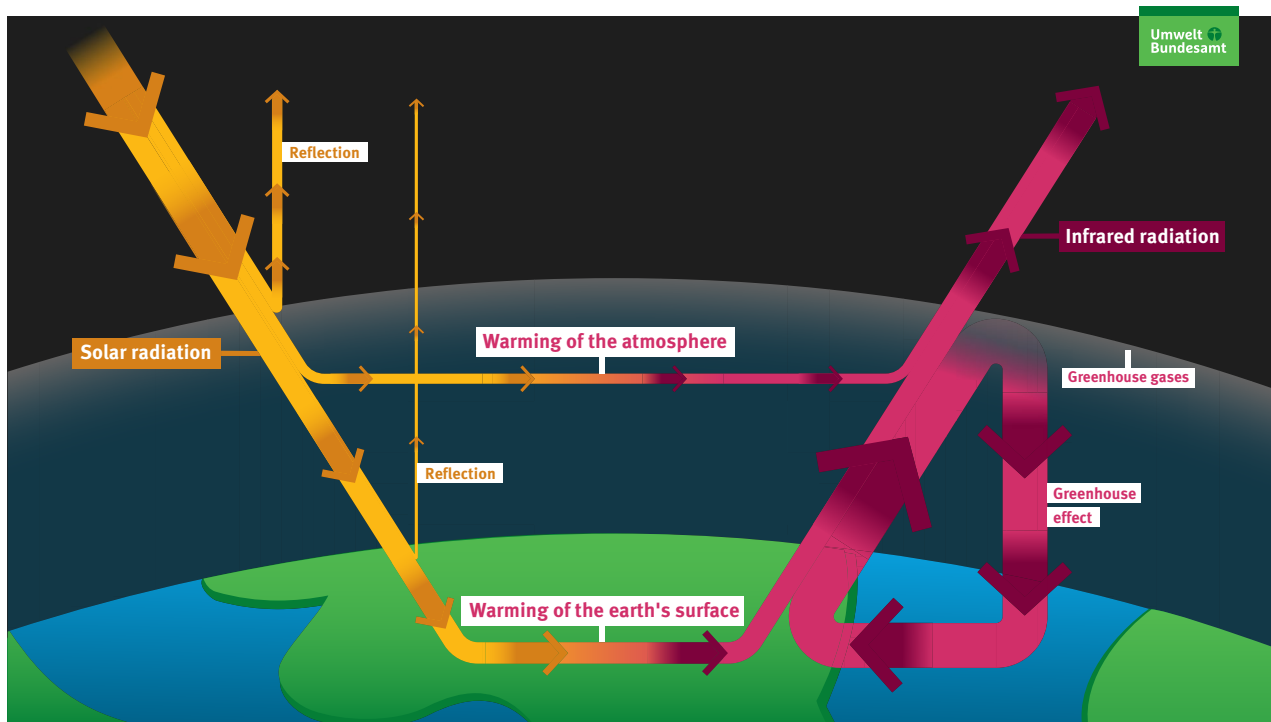 Umwelt
Bundesamt
Reflection
Infrared radiation
Solar radiation
Warming of the atmosphere
Greenhouse gases
Reflection
Greenhouse
effect
Warming of the earth's surface